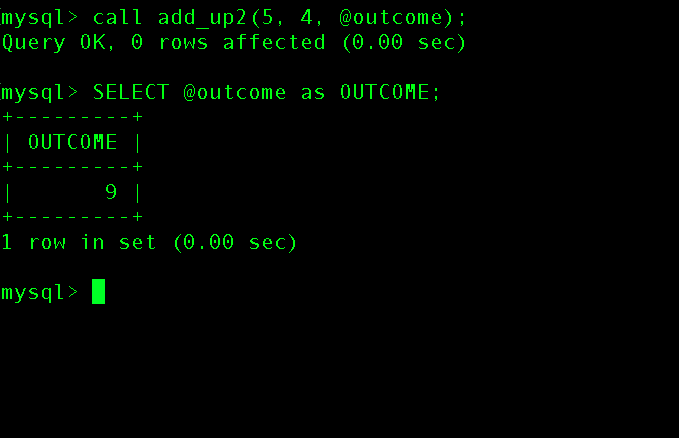 mysql> call add_up2(5, 4, @outcome);
Query OK, 0 rows affected (0.00 sec)
mysql> SELECT @outcome as OUTCOME;
+---------+
| OUTCOME |
+---------+
|       9 |
+---------+
1 row in set (0.00 sec)
mysql>